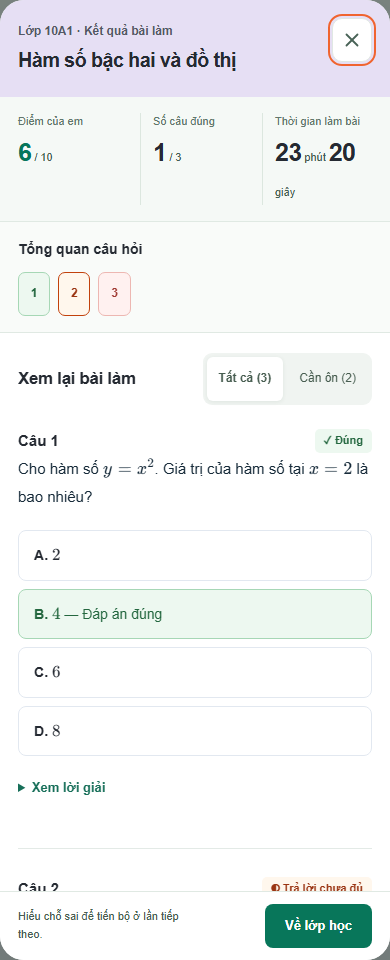 Lớp 10A1 · Kết quả bài làm
Hàm số bậc hai và đồ thị
Điểm của em
6 / 10
Số câu đúng
1 / 3
Thời gian làm bài
23 phút 20
giây
Tổng quan câu hỏi
1 2 3
Xem lại bài làm
Tất cả (3) Cần ôn (2)
Câu 1
✓ Đúng
Cho hàm số y = x². Giá trị của hàm số tại x = 2 là
bao nhiêu?
A. 2
B. 4 — Đáp án đúng
C. 6
D. 8
▶ Xem lời giải
Câu 2
Trả lời chưa đủ
Hiểu chỗ sai để tiến bộ ở lần tiếp
theo.
Về lớp học